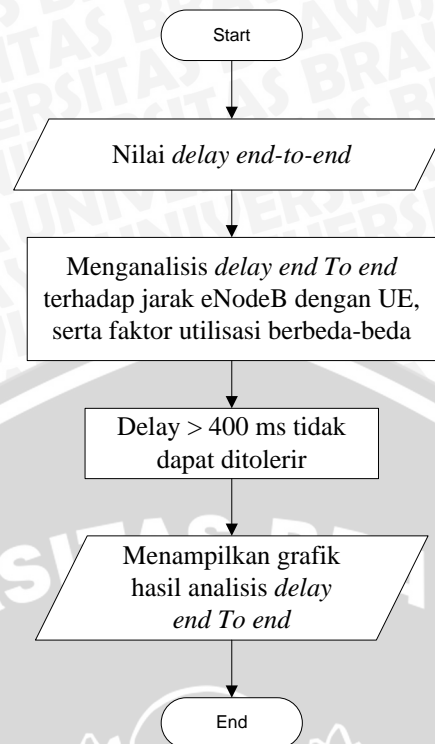 Start
Nilai delay end-to-end
Menganalisis delay end To end
terhadap jarak eNodeB dengan UE,
serta faktor utilisasi berbeda-beda
Delay > 400 ms tidak
dapat ditolerir
Menampilkan grafik
hasil analisis delay
end To end
End